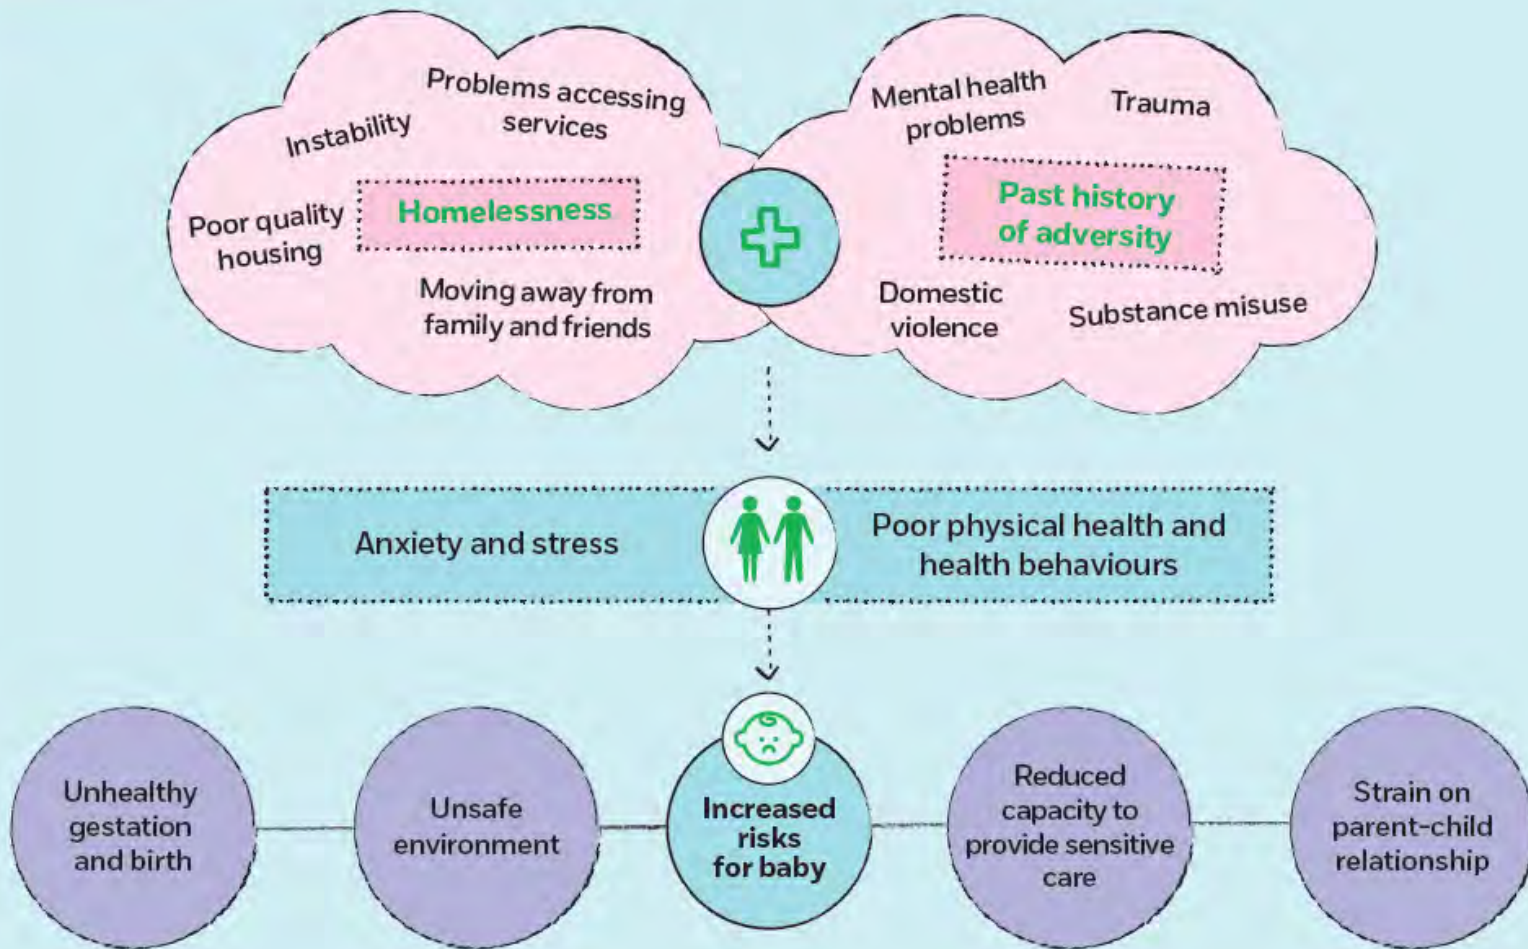 Problems accessing
services
Instability
Poor quality
housing
Homelessness
Moving away from
family and friends
Mental health
problems
Trauma
Past history
of adversity
Domestic
violence
Substance misuse
Anxiety and stress
Poor physical health and
health behaviours
Unhealthy
gestation
and birth
Unsafe
environment
Increased
risks
for baby
Reduced
capacity to
provide sensitive
care
Strain on
parent-child
relationship